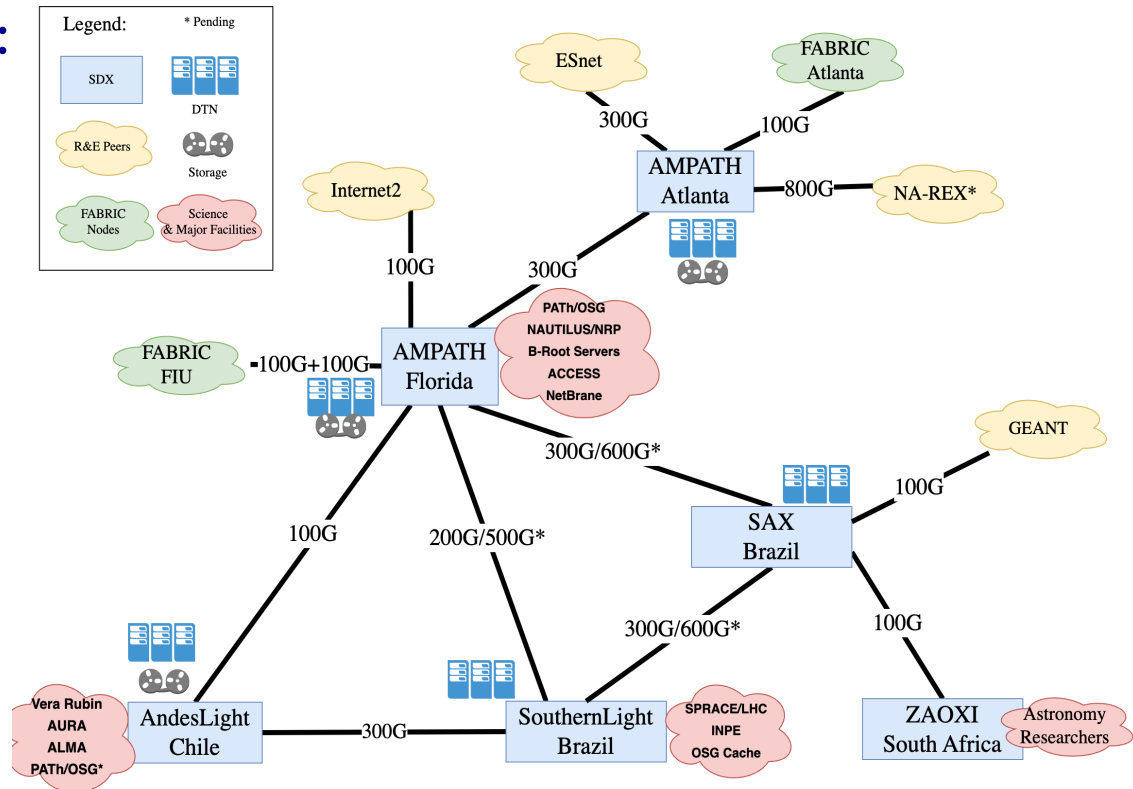 :
Legend:
* Pending
SDX
DTN
R&E Peers
Storage
FABRIC
Nodes
Science
& Major Facilities
ESnet
FABRIC
Atlanta
300G
100G
AMPATH
Atlanta
800G
NA-REX*
Internet2
100G
300G
PATh/OSG
NAUTILUS/NRP
B-Root Servers
ACCESS
NetBrane
FABRIC
FIU
100G+100G
AMPATH
Florida
300G/600G*
GEANT
100G
100G
200G/500G*
SAX
Brazil
300G/600G*
100G
Vera Rubin
AURA
ALMA
PATh/OSG*
AndesLight
Chile
300G
SouthernLight
Brazil
SPRACE/LHC
INPE
OSG Cache
ZAOXI
South Africa
Astronomy
Researchers